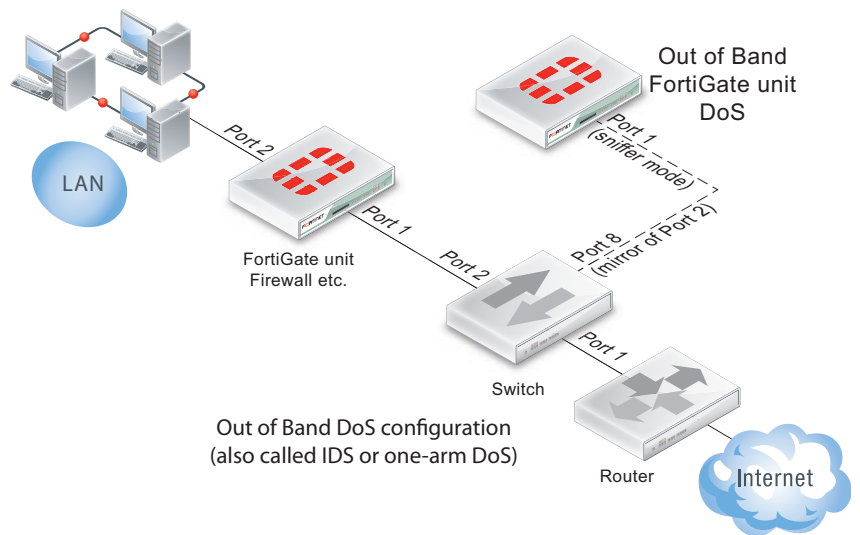 Out of Band
FortiGate unit
DoS
Port 1
(sniffer mode)
Port 2
LAN
FORTINET
FORTINET
Port 1
FortiGate unit
Firewall etc.
Port 8
(mirror of Port 2)
Port 2
Switch
Port 1
Out of Band DoS configuration
(also called IDS or one-arm DoS)
Router
Internet